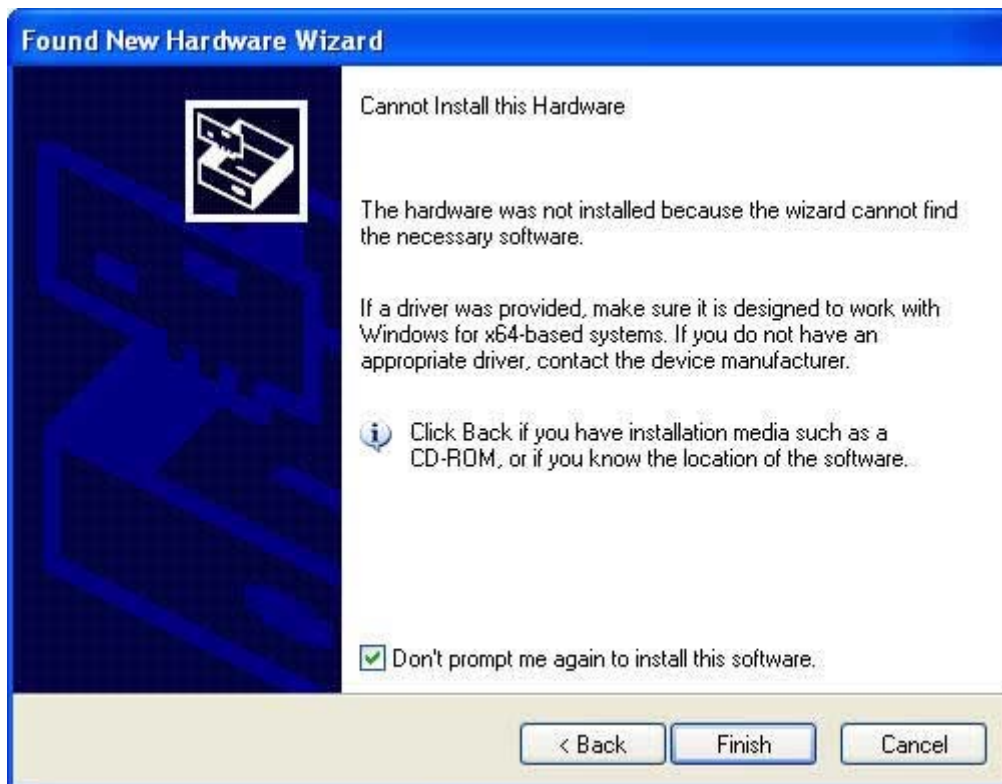 Found New Hardware Wizard
Cannot Install this Hardware
The hardware was not installed because the wizard cannot find
the necessary software.
If a driver was provided, make sure it is designed to work with
Windows for x64-based systems. If you do not have an
appropriate driver, contact the device manufacturer.
Click Back if you have installation media such as a
CD-ROM, or if you know the location of the software.
Don't prompt me again to install this software.
< Back
Finish
Cancel